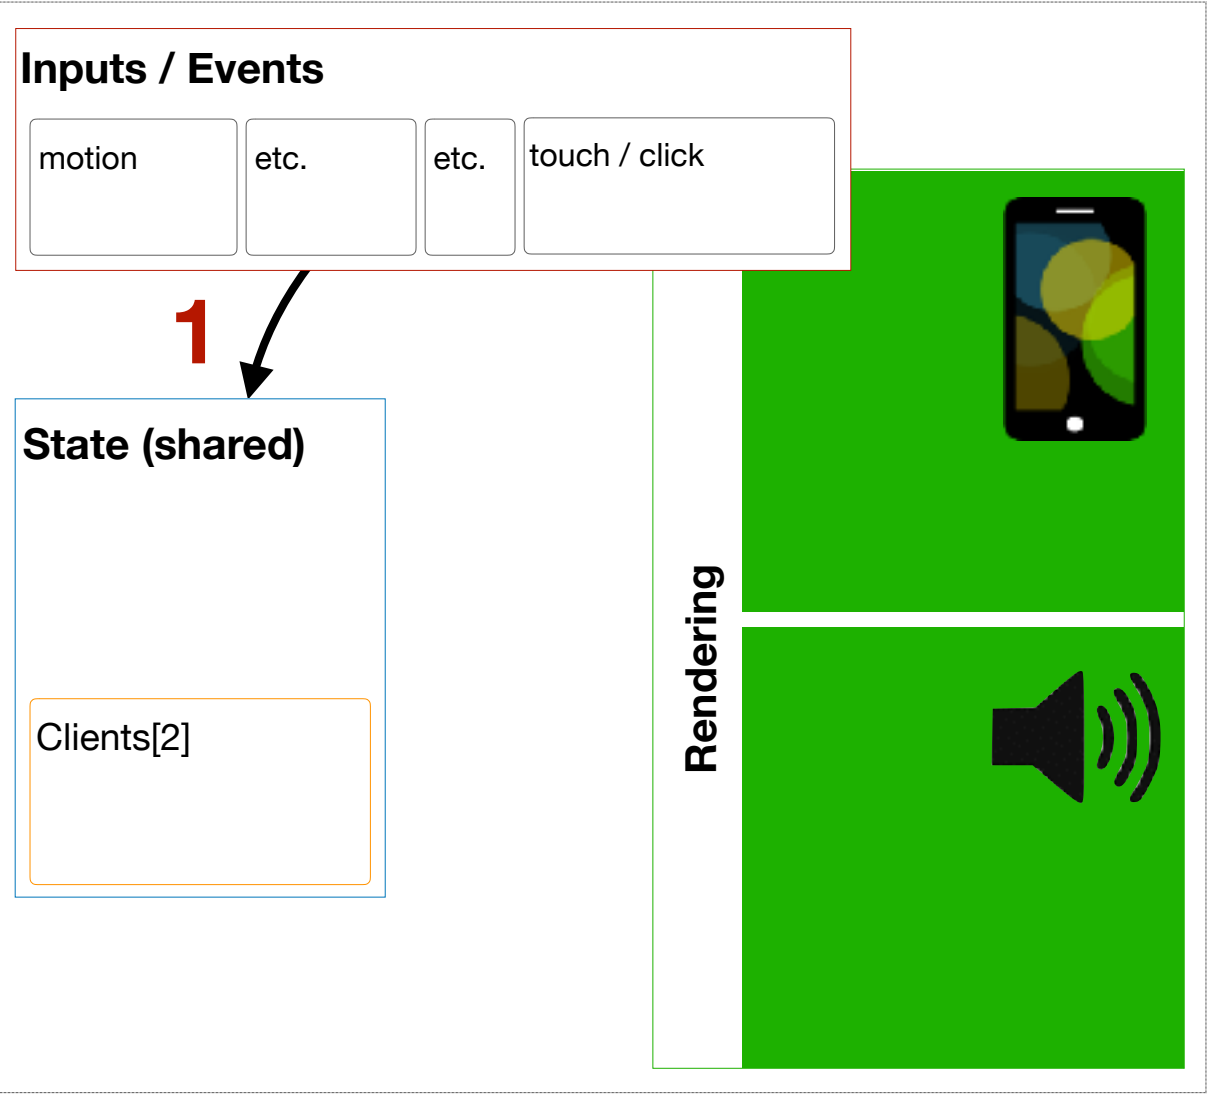 Inputs / Events
motion
etc.
etc.
touch / click
1
State (shared)
Clients[2]
Rendering